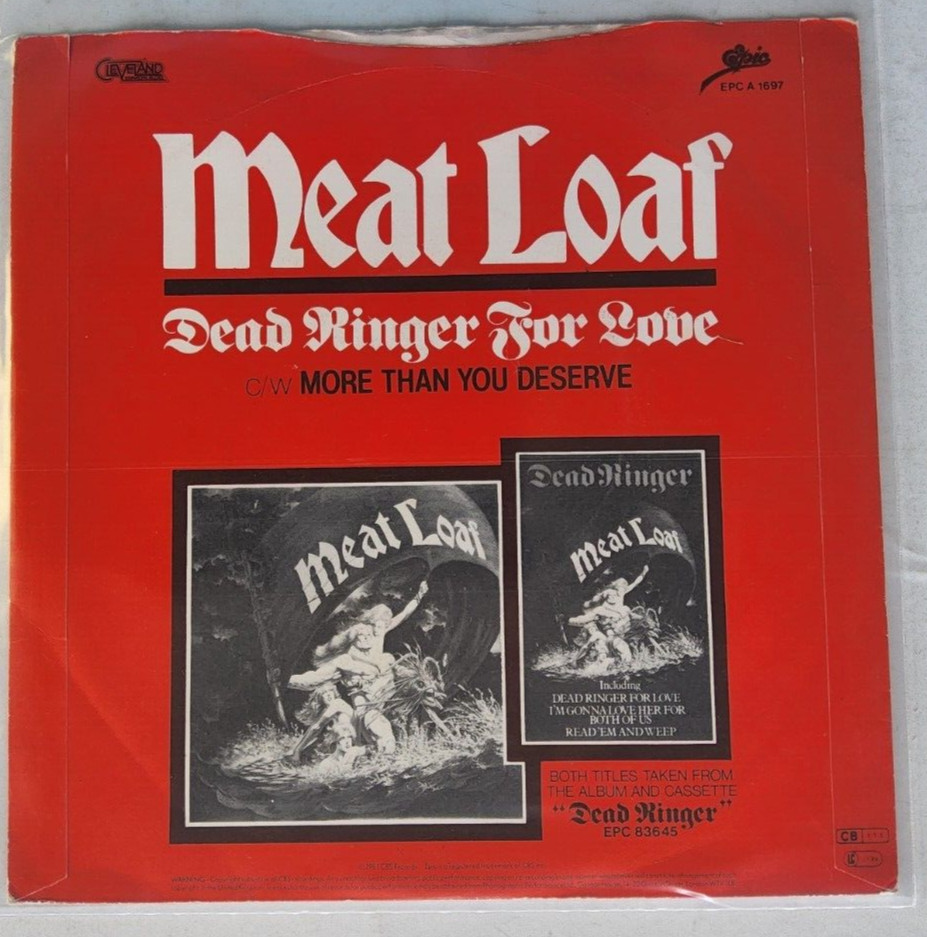 CLEVELAND
Epic
EPC A 1697
Meat Loaf
Dead Ringer For Love
C/W MORE THAN YOU DESERVE
Meat Loaf
Dead Ringer
Meat Loaf
Including
DEAD RINGER FOR LOVE
I'M GONNA LOVE HER FOR
BOTH OF US
READ 'EM AND WEEP
BOTH TITLES TAKEN FROM
THE ALBUM AND CASSETTE
"Dead Ringer"
EPC 83645
CB